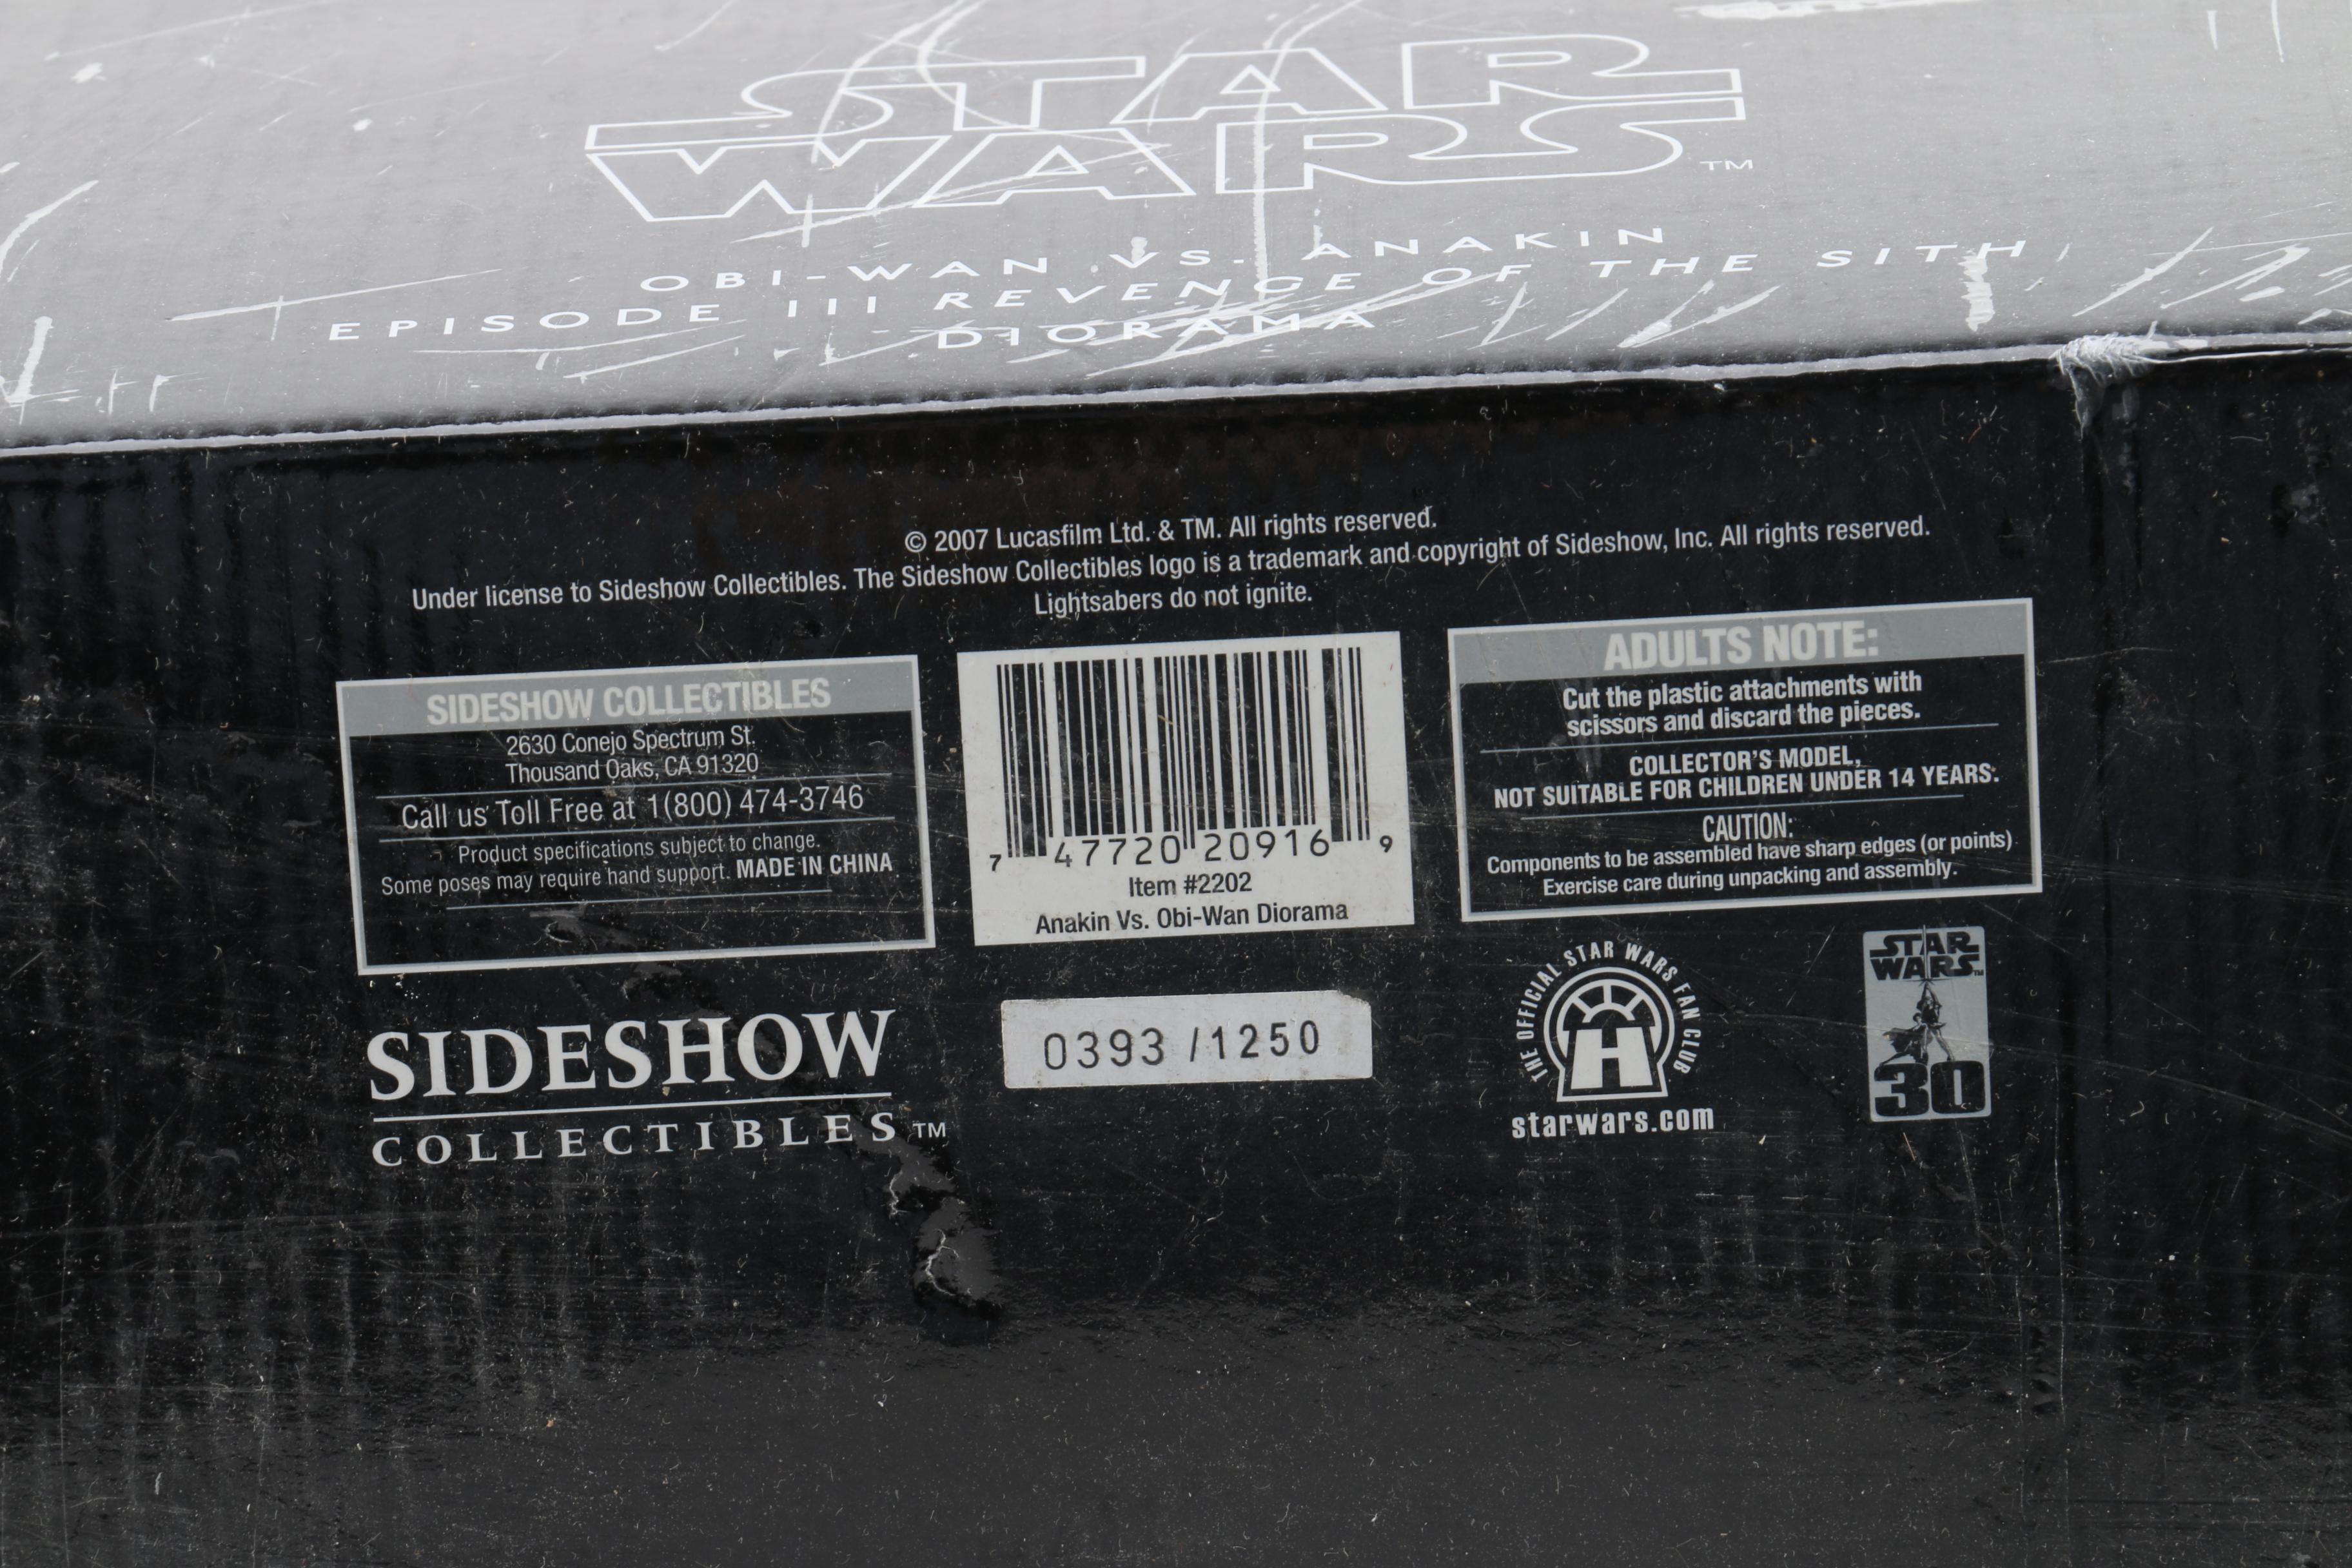 STAR
WARS™
OBI-WAN VS. ANAKIN
EPISODE III REVENGE OF THE SITH
DIORAMA
© 2007 Lucasfilm Ltd. & TM. All rights reserved.
Under license to Sideshow Collectibles. The Sideshow Collectibles logo is a trademark and copyright of Sideshow, Inc. All rights reserved.
Lightsabers do not ignite.
SIDESHOW COLLECTIBLES
2630 Conejo Spectrum St.
Thousand Oaks, CA 91320
Call us Toll Free at 1(800) 474-3746
Product specifications subject to change.
Some poses may require hand support. MADE IN CHINA
7 47720 20916 9
Item #2202
Anakin Vs. Obi-Wan Diorama
ADULTS NOTE:
Cut the plastic attachments with
scissors and discard the pieces.
COLLECTOR'S MODEL,
NOT SUITABLE FOR CHILDREN UNDER 14 YEARS.
CAUTION:
Components to be assembled have sharp edges (or points)
Exercise care during unpacking and assembly.
SIDESHOW
COLLECTIBLES™
0393 /1250
THE OFFICIAL STAR WARS FAN CLUB
H
starwars.com
STAR
WARS™
30